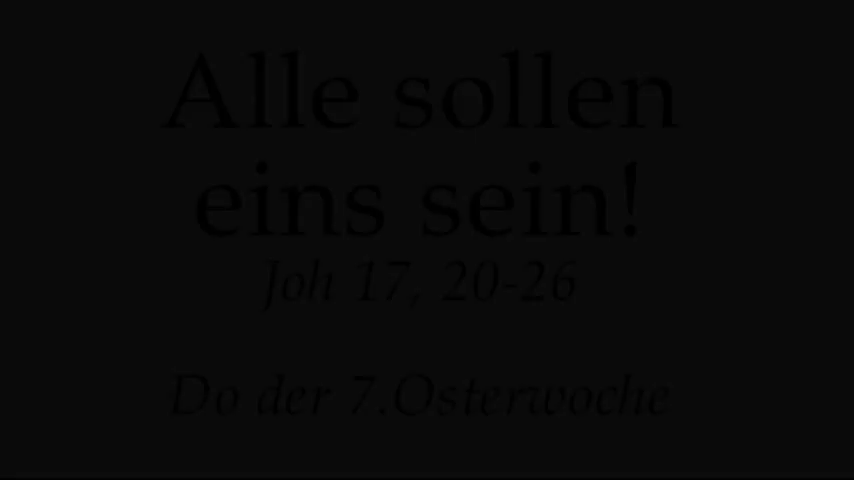 Alle sollen
eins sein!
Joh 17, 20-26
Do der 7.Osterwoche